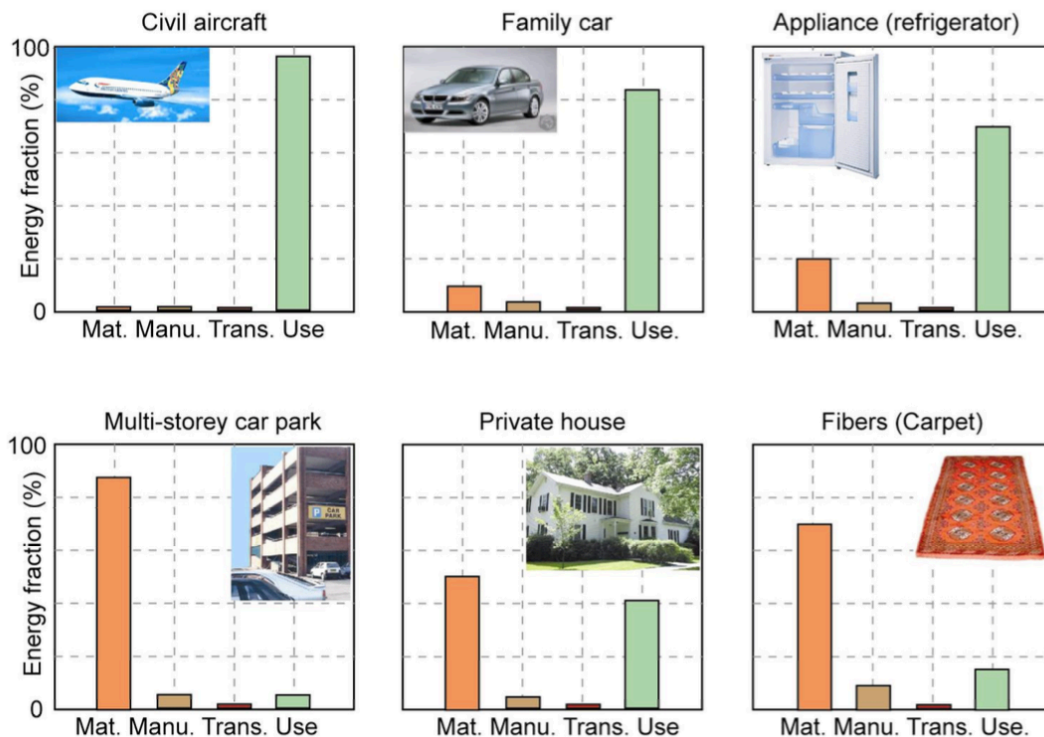 Civil aircraft
Family car
Appliance (refrigerator)
100
Energy fraction (%)
0
Mat. Manu. Trans. Use
Mat. Manu. Trans. Use.
Mat. Manu. Trans. Use.
Multi-storey car park
Private house
Fibers (Carpet)
100
Energy fraction (%)
P CAR
PARK
0
Mat. Manu. Trans. Use
Mat. Manu. Trans. Use
Mat. Manu. Trans. Use